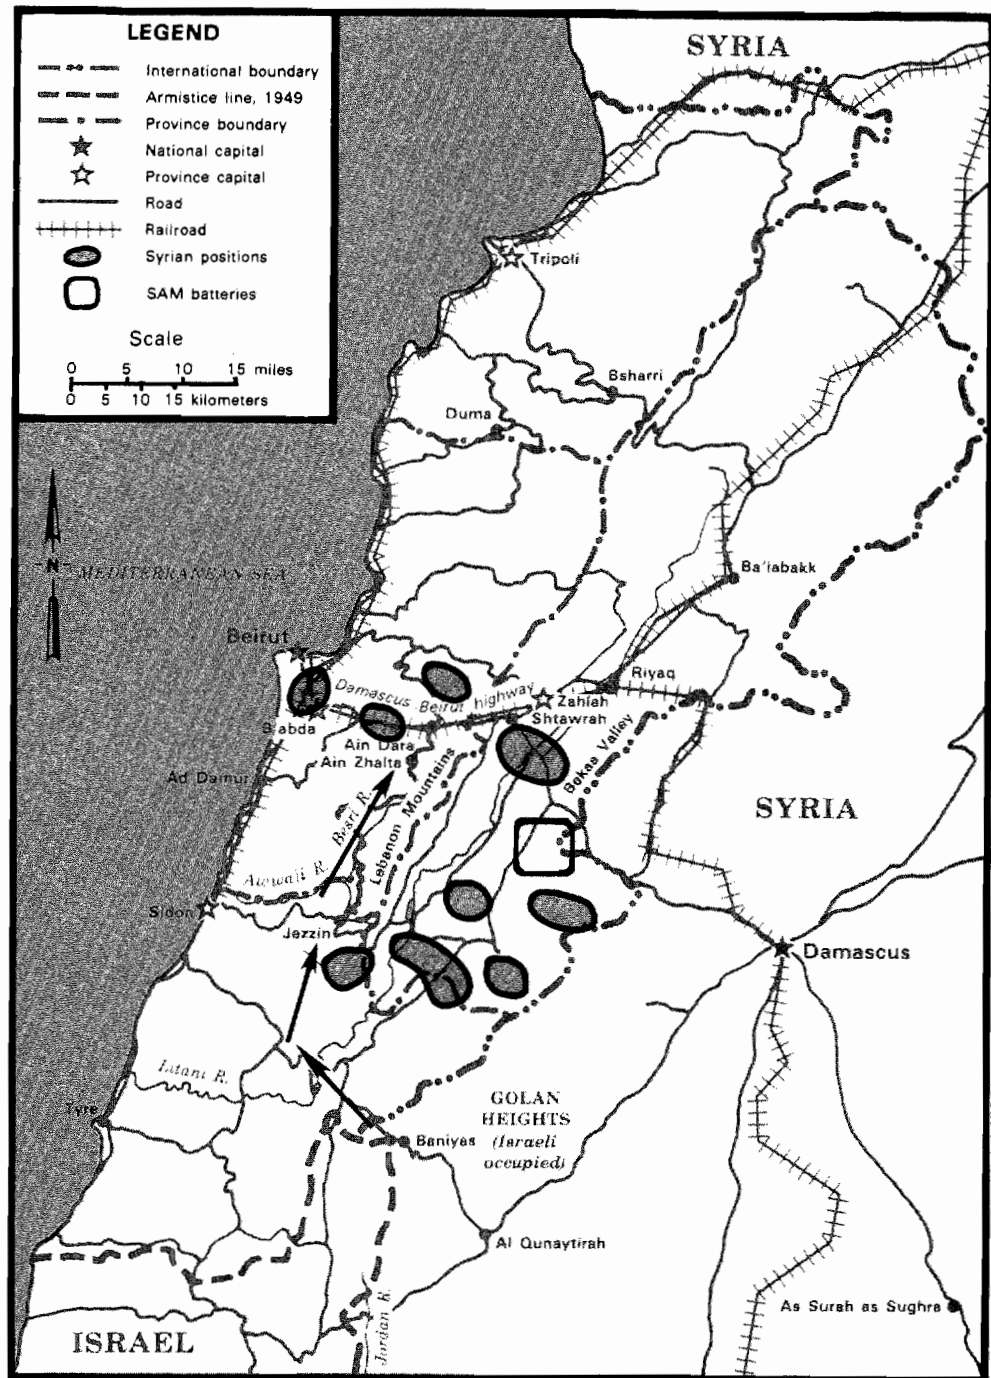 LEGEND
International boundary
Armistice line, 1949
Province boundary
National capital
Province capital
Road
Railroad
Syrian positions
SAM batteries
Scale
0 5 10 15 miles
0 5 10 15 kilometers
SYRIA
Tripoli
Bsharri
Duma
-N-
MEDITERRANEAN SEA
Ba'labakk
Beirut
Riyaq
Damascus-Beirut highway
Zahlah
Shtawrah
B'abda
Ain Dara
Ain Zhalta
Bekaa Valley
Ad Damur
Besri R.
Lebanon Mountains
SYRIA
Awwali R.
Sidon
Jezzin
Damascus
Litani R.
Tyre
GOLAN
HEIGHTS
(Israeli
occupied)
Baniyas
Al Qunaytirah
Jordan R.
As Surah as Sughra
ISRAEL